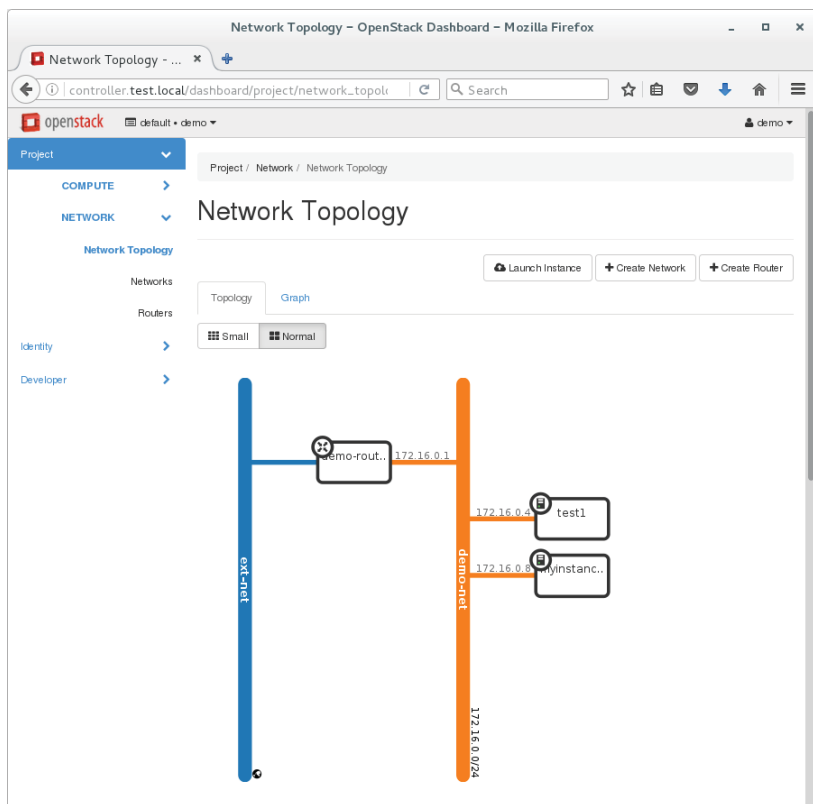 Network Topology – OpenStack Dashboard – Mozilla Firefox
Network Topology - ...
controller.test.local/dashboard/project/network_topolo
Search
openstack
default • demo
demo
Project
COMPUTE
NETWORK
Network Topology
Networks
Routers
Identity
Developer
Project / Network / Network Topology
Network Topology
Launch Instance
+ Create Network
+ Create Router
Topology
Graph
Small
Normal
demo-rout..
172.16.0.1
172.16.0.4
test1
172.16.0.8
myinstanc..
ext-net
demo-net
172.16.0.0/24